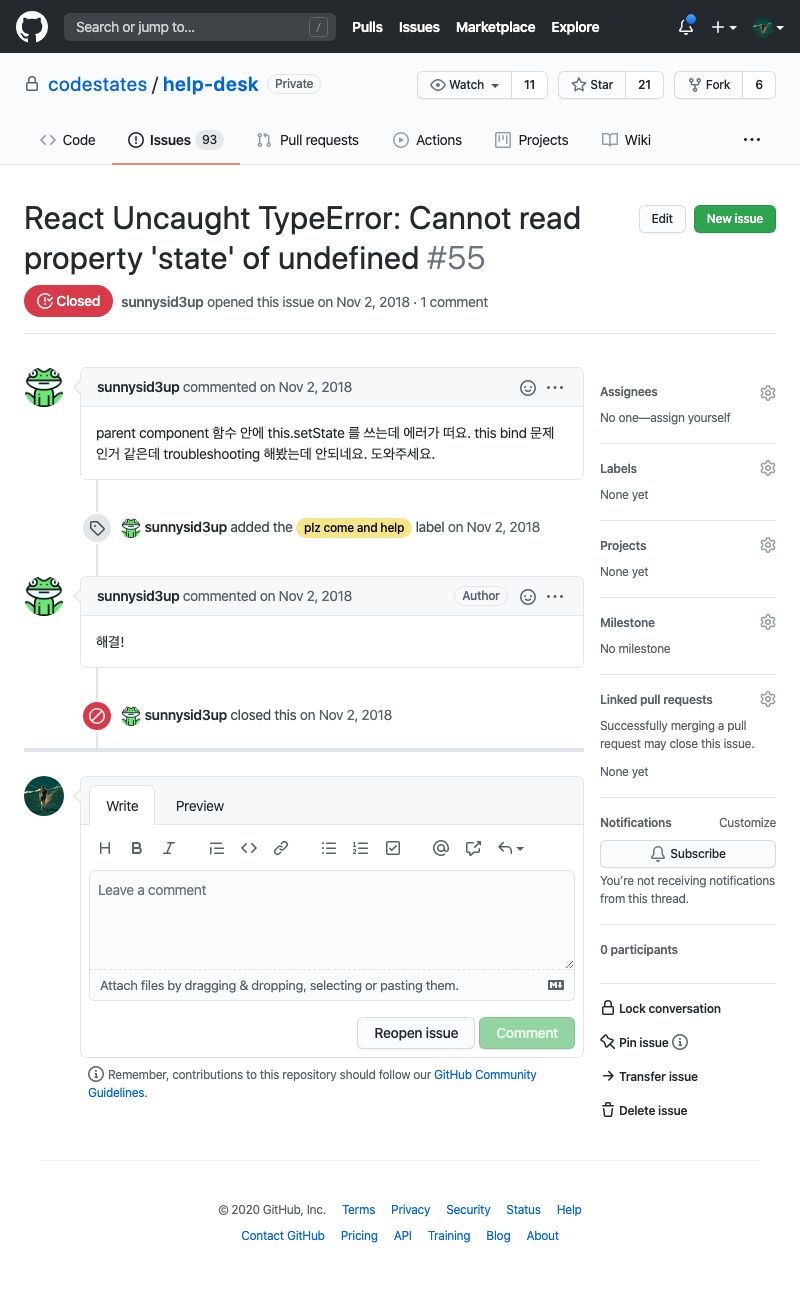 Search or jump to... /
Pulls Issues Marketplace Explore
codestates / help-desk Private
Watch 11 Star 21 Fork 6
Code Issues 93 Pull requests Actions Projects Wiki ...
React Uncaught TypeError: Cannot read
property 'state' of undefined #55
Edit New issue
Closed sunnysid3up opened this issue on Nov 2, 2018 · 1 comment
sunnysid3up commented on Nov 2, 2018 ...
parent component 함수 안에 this.setState 를 쓰는데 에러가 떠요. this bind 문제
인거 같은데 troubleshooting 해봤는데 안되네요. 도와주세요.
sunnysid3up added the plz come and help label on Nov 2, 2018
sunnysid3up commented on Nov 2, 2018 Author ...
해결!
sunnysid3up closed this on Nov 2, 2018
Write Preview
H B I
Leave a comment
Attach files by dragging & dropping, selecting or pasting them.
Reopen issue Comment
Remember, contributions to this repository should follow our GitHub Community
Guidelines.
Assignees
No one—assign yourself
Labels
None yet
Projects
None yet
Milestone
No milestone
Linked pull requests
Successfully merging a pull
request may close this issue.
None yet
Notifications Customize
Subscribe
You're not receiving notifications
from this thread.
0 participants
Lock conversation
Pin issue
Transfer issue
Delete issue
© 2020 GitHub, Inc. Terms Privacy Security Status Help
Contact GitHub Pricing API Training Blog About